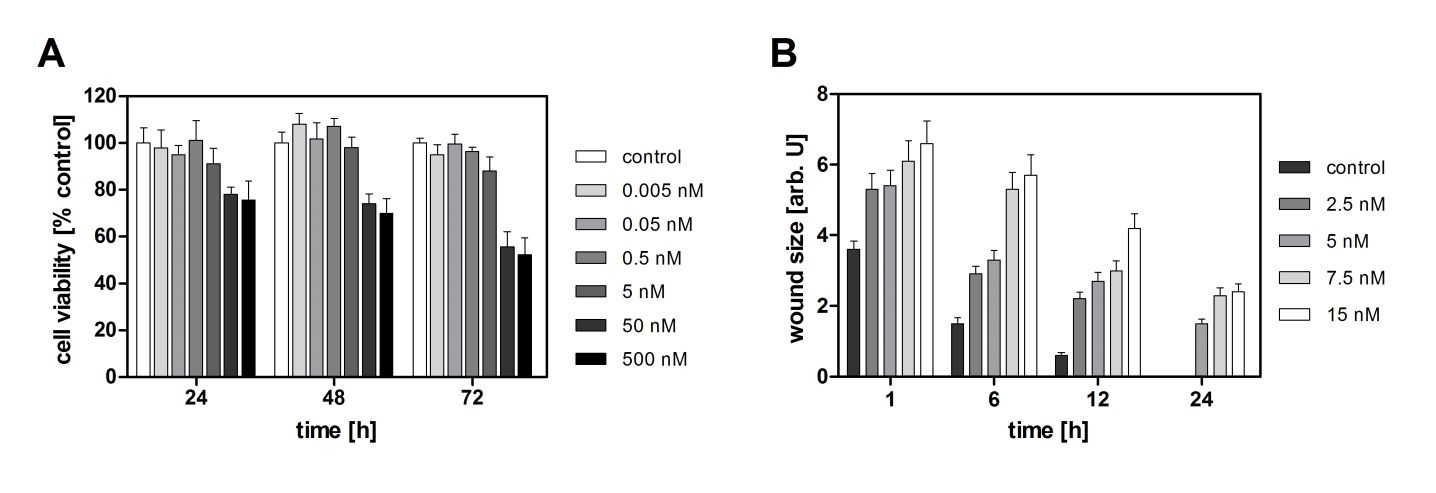 A
cell viability [% control]
120
100
80
60
40
20
0
24
48
72
time [h]
control
0.005 nM
0.05 nM
0.5 nM
5 nM
50 nM
500 nM
B
wound size [arb. U]
8
6
4
2
0
1
6
12
24
time [h]
control
2.5 nM
5 nM
7.5 nM
15 nM